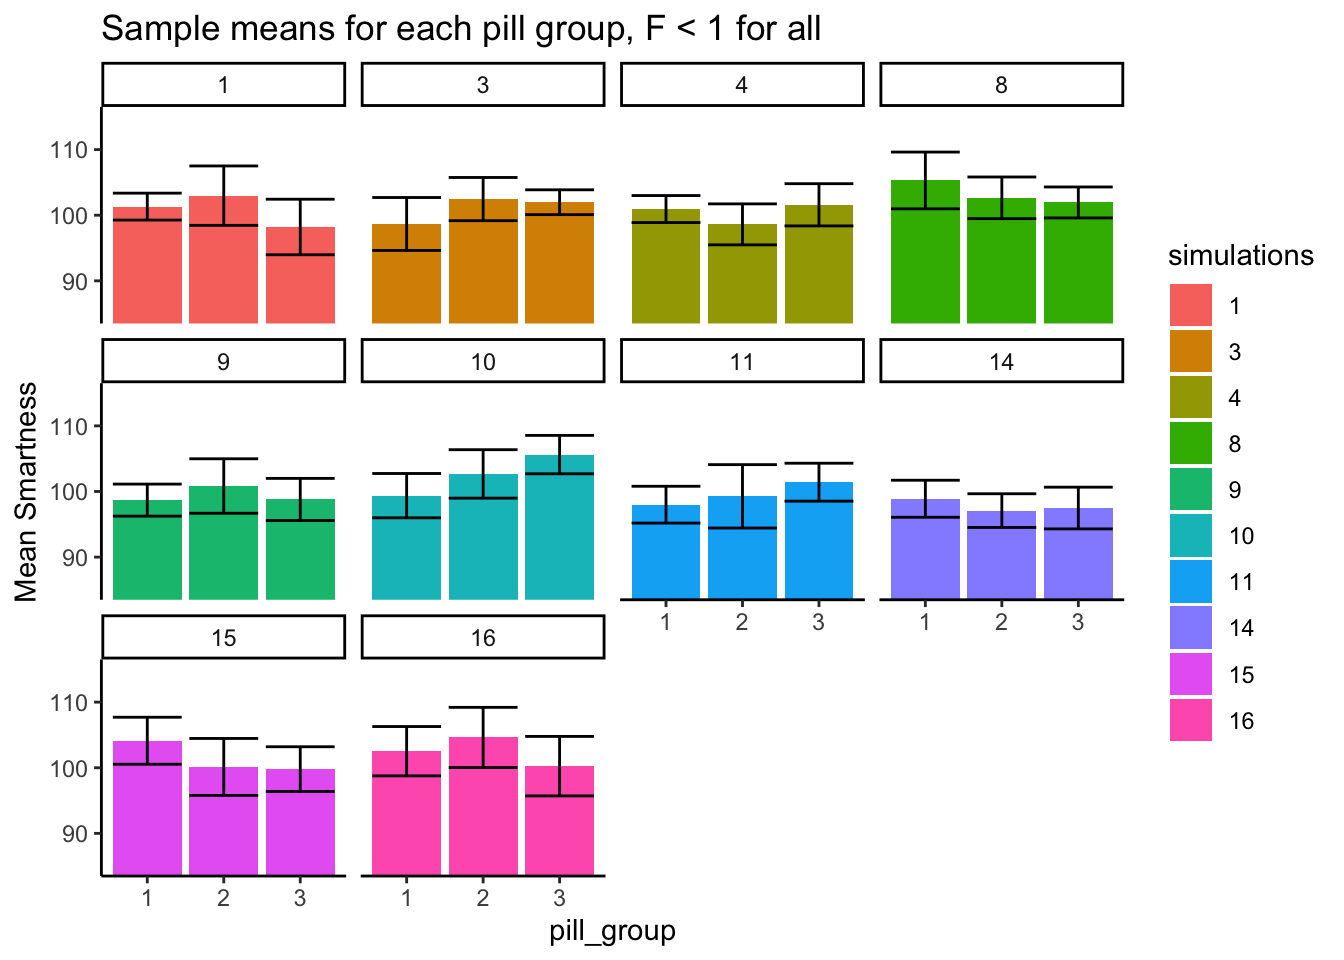 Sample means for each pill group, F < 1 for all
1 3 4 8
110
100
90
9 10 11 14
110
100
90
1 2 3 1 2 3
15 16
110
100
90
1 2 3 1 2 3
pill_group
Mean Smartness
simulations
1
3
4
8
9
10
11
14
15
16